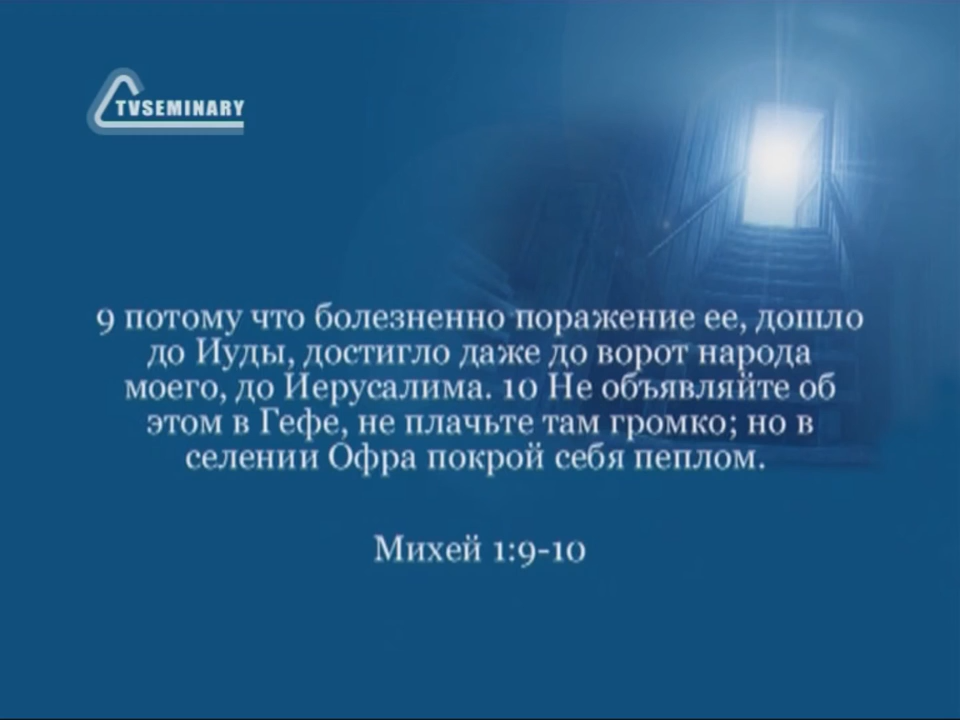 TVSEMINARY
9 потому что болезненно поражение ее, дошло
до Иуды, достигло даже до ворот народа
моего, до Иерусалима. 10 Не объявляйте об
этом в Гефе, не плачьте там громко; но в
селении Офра покрой себя пеплом.
Михей 1:9-10